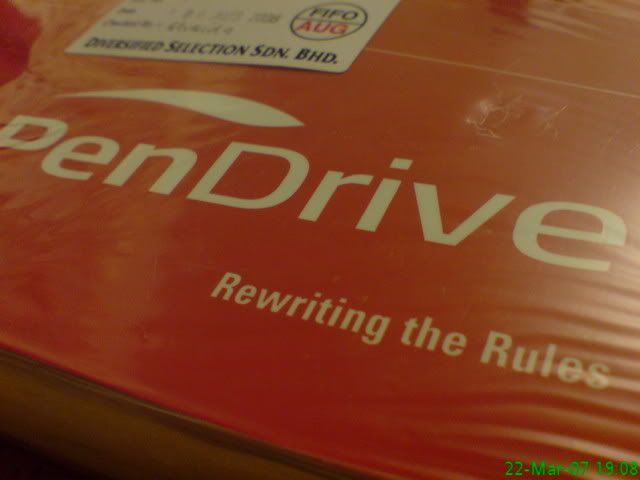 FIFO
AUG
DIVERSIFIED SELECTION SDN. BHD.
PenDrive
Rewriting the Rules
22-Mar-07 19:08